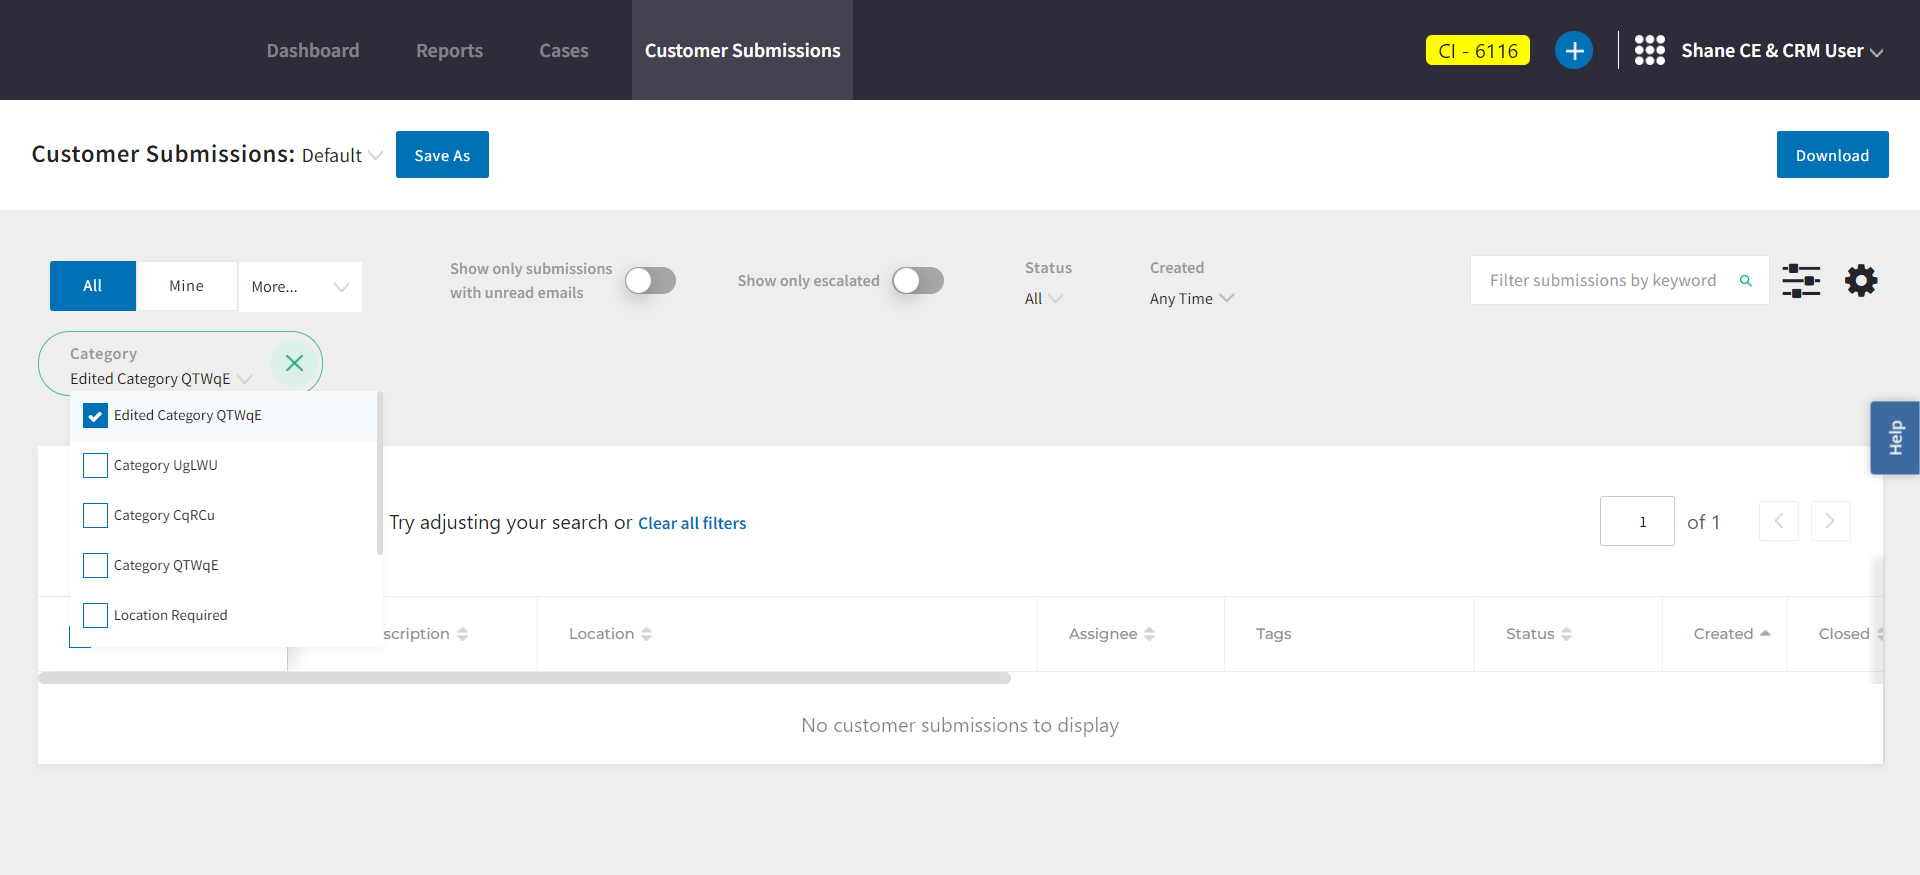 Dashboard
Reports
Cases
Customer Submissions
CI - 6116
Shane CE & CRM User
Customer Submissions: Default
Save As
Download
All
Mine
More...
Show only submissions
with unread emails
Show only escalated
Status
All
Created
Any Time
Filter submissions by keyword
Category
Edited Category QTWqE
Edited Category QTWqE
Category UgLWU
Category CqRCu
Category QTWqE
Location Required
Help
Try adjusting your search or Clear all filters
1
of 1
scription
Location
Assignee
Tags
Status
Created
Closed
No customer submissions to display